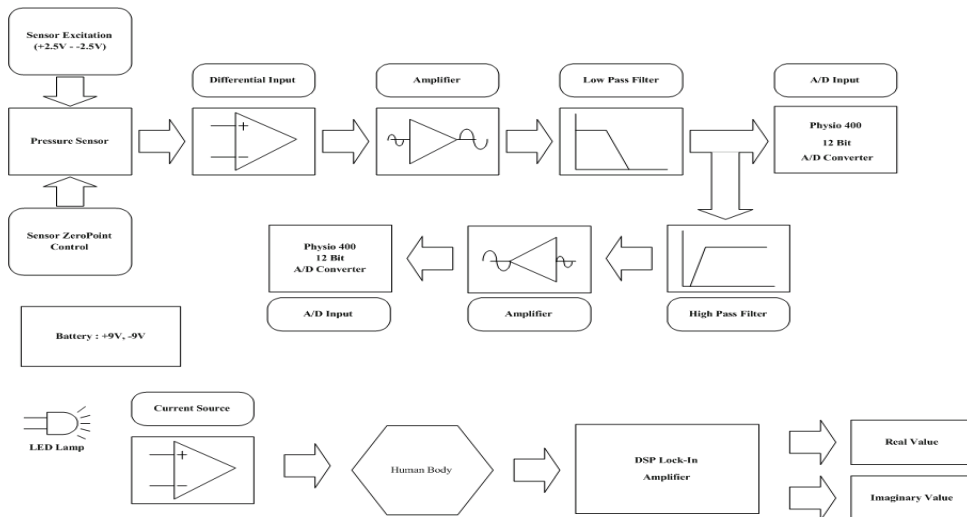 Sensor Excitation
(+2.5V - -2.5V)
Differential Input
Amplifier
Low Pass Filter
A/D Input
Pressure Sensor
+
Physio 400
12 Bit
A/D Converter
Sensor ZeroPoint
Control
Physio 400
12 Bit
A/D Converter
A/D Input
Amplifier
High Pass Filter
Battery : +9V, -9V
LED Lamp
Current Source
+
Human Body
DSP Lock-In
Amplifier
Real Value
Imaginary Value